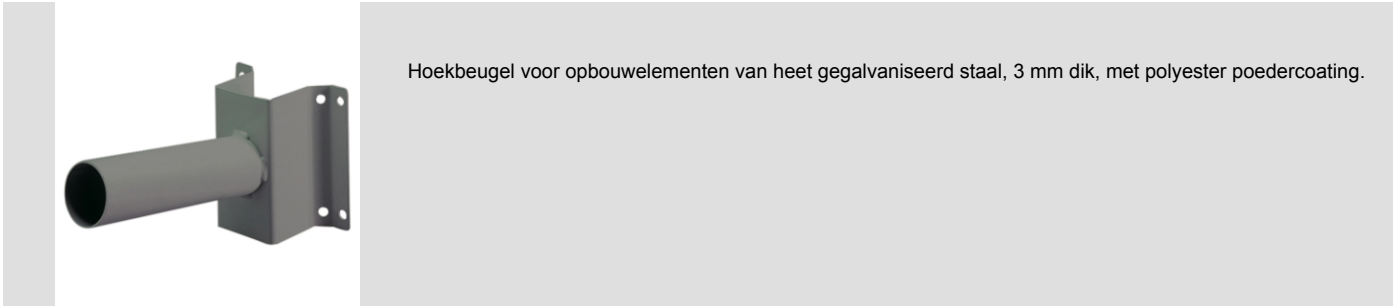 Hoekbeugel voor opbouwelementen van heet gegalvaniseerd staal, 3 mm dik, met polyester poedercoating.